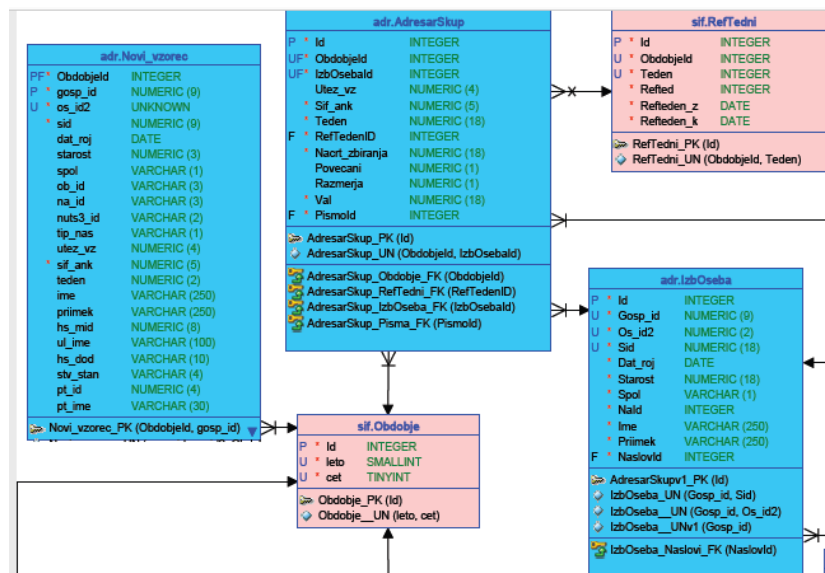 adr.Novi_vzorec
PF* ObdobjeId INTEGER
P * gosp_id NUMERIC (9)
U * os_id2 UNKNOWN
* sid NUMERIC (9)
dat_roj DATE
starost NUMERIC (3)
spol VARCHAR (1)
ob_id VARCHAR (3)
na_id VARCHAR (3)
nuts3_id VARCHAR (2)
tip_nas VARCHAR (1)
utez_vz NUMERIC (4)
* sif_ank NUMERIC (5)
teden NUMERIC (2)
ime VARCHAR (250)
priimek VARCHAR (250)
hs_mid NUMERIC (8)
ul_ime VARCHAR (100)
hs_dod VARCHAR (10)
stv_stan VARCHAR (4)
pt_id NUMERIC (4)
pt_ime VARCHAR (30)
Novi_vzorec_PK (ObdobjeId, gosp_id)
adr.AdresarSkup
P * Id INTEGER
UF* ObdobjeId INTEGER
UF* IzbOsebaId INTEGER
Utez_vz NUMERIC (4)
* Sif_ank NUMERIC (5)
* Teden NUMERIC (18)
F * RefTedenID INTEGER
* Nacrt_zbiranja NUMERIC (18)
Povecani NUMERIC (1)
Razmerja NUMERIC (1)
* Val NUMERIC (18)
F * PismoId INTEGER
AdresarSkup_PK (Id)
AdresarSkup_UN (ObdobjeId, IzbOsebaId)
AdresarSkup_Obdobje_FK (ObdobjeId)
AdresarSkup_RefTedni_FK (RefTedenID)
AdresarSkup_IzbOseba_FK (IzbOsebaId)
AdresarSkup_Pisma_FK (PismoId)
sif.RefTedni
P * Id INTEGER
U * ObdobjeId INTEGER
U * Teden INTEGER
* Refted INTEGER
* Refteden_z DATE
* Refteden_k DATE
RefTedni_PK (Id)
RefTedni_UN (ObdobjeId, Teden)
adr.IzbOseba
P * Id INTEGER
U * Gosp_id NUMERIC (9)
U * Os_id2 NUMERIC (2)
U * Sid NUMERIC (18)
* Dat_roj DATE
* Starost NUMERIC (18)
* Spol VARCHAR (1)
* NaId INTEGER
* Ime VARCHAR (250)
* Priimek VARCHAR (250)
F * NaslovId INTEGER
AdresarSkupv1_PK (Id)
IzbOseba_UN (Gosp_id, Sid)
IzbOseba__UN (Gosp_id, Os_id2)
IzbOseba__UNv1 (Gosp_id)
IzbOseba_Naslovi_FK (NaslovId)
sif.Obdobje
P * Id INTEGER
U * leto SMALLINT
U * cet TINYINT
Obdobje_PK (Id)
Obdobje__UN (leto, cet)